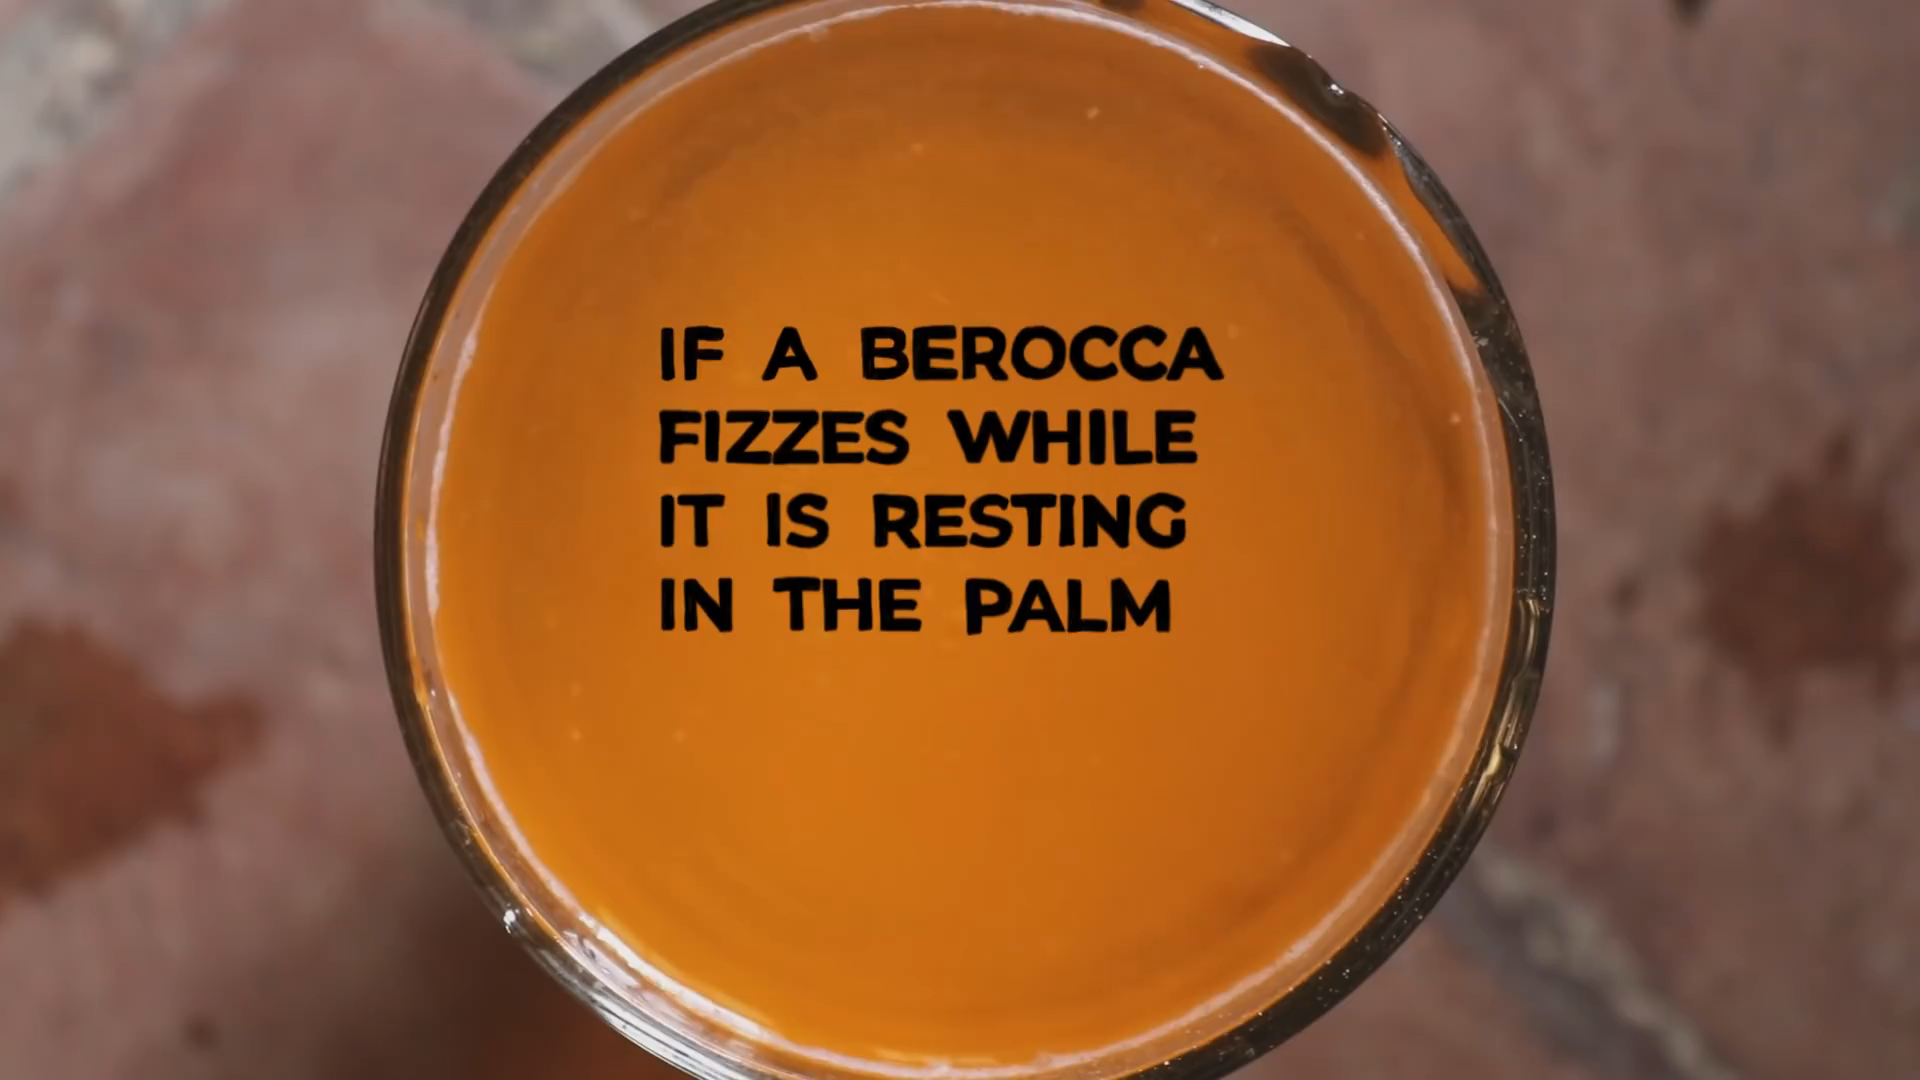 IF A BEROCCA
FIZZES WHILE
IT IS RESTING
IN THE PALM